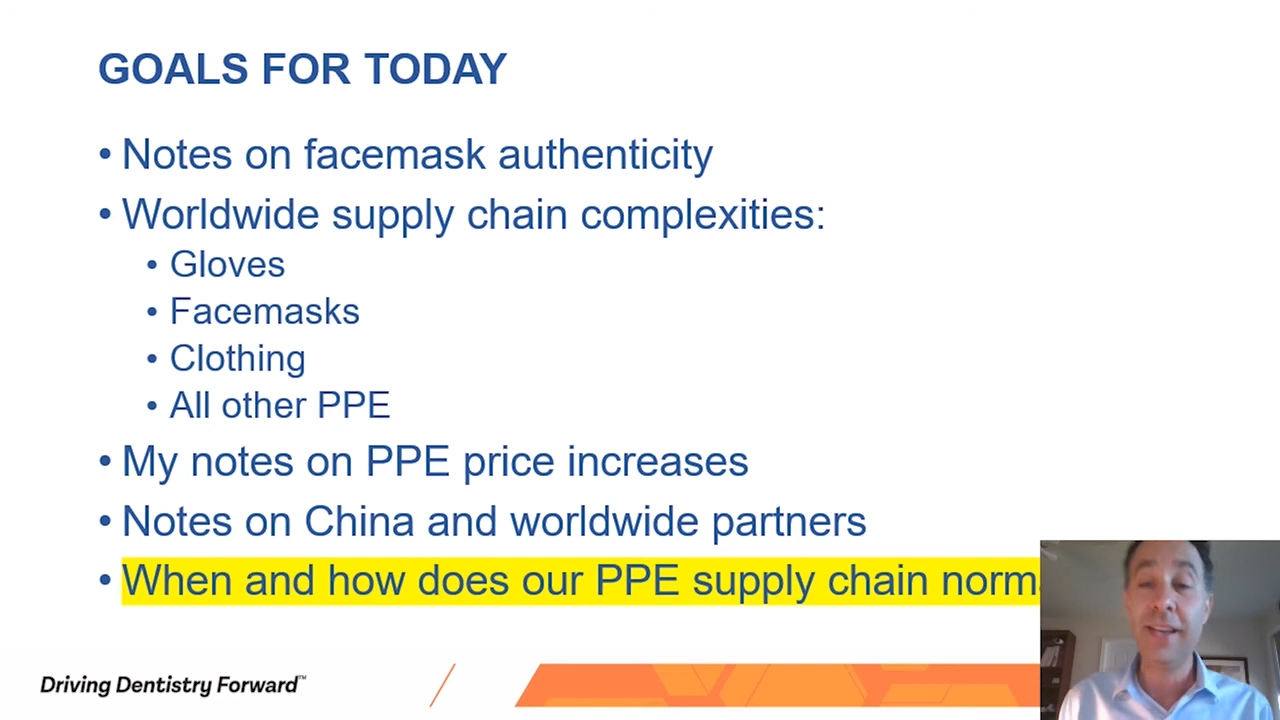 GOALS FOR TODAY
• Notes on facemask authenticity
• Worldwide supply chain complexities:
• Gloves
• Facemasks
• Clothing
• All other PPE
• My notes on PPE price increases
• Notes on China and worldwide partners
• When and how does our PPE supply chain
Driving Dentistry Forward™